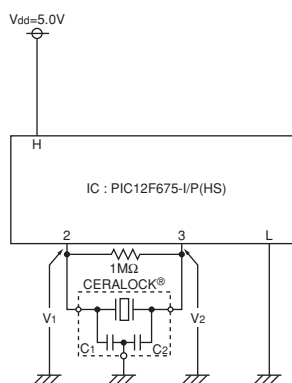 Vdd=5.0V
H
IC : PIC12F675-I/P(HS)
2 3 L
1MΩ
CERALOCK®
V1 V2
C1 C2